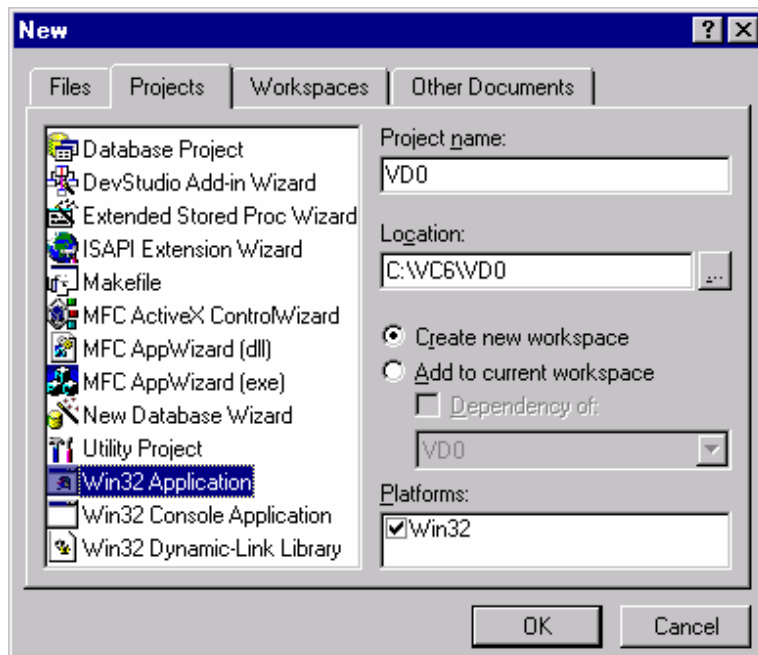 New
Files
Projects
Workspaces
Other Documents
Database Project
DevStudio Add-in Wizard
Extended Stored Proc Wizard
ISAPI Extension Wizard
Makefile
MFC ActiveX ControlWizard
MFC AppWizard (dll)
MFC AppWizard (exe)
New Database Wizard
Utility Project
Win32 Application
Win32 Console Application
Win32 Dynamic-Link Library
Project name:
VD0
Location:
C:\VC6\VD0
...
Create new workspace
Add to current workspace
Dependency of:
VD0
Platforms:
Win32
OK
Cancel